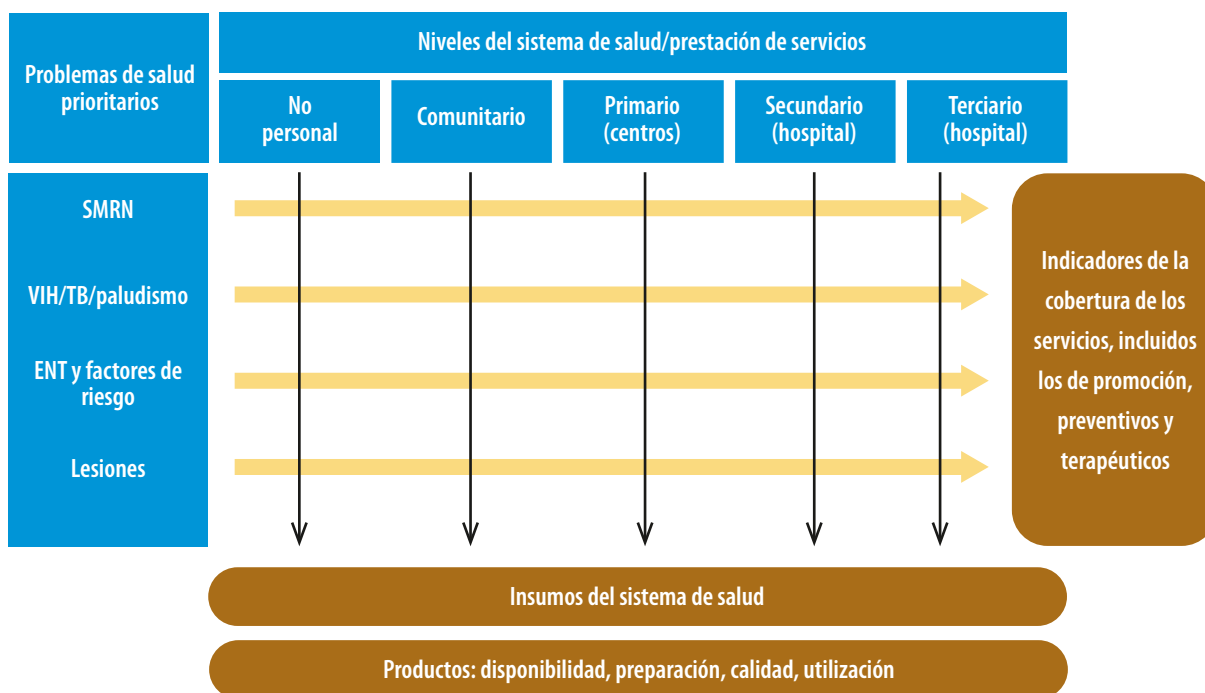 Problemas de salud
prioritarios
Niveles del sistema de salud/prestación de servicios
No
personal
Comunitario
Primario
(centros)
Secundario
(hospital)
Terciario
(hospital)
SMRN
VIH/TB/paludismo
ENT y factores de
riesgo
Lesiones
Indicadores de la
cobertura de los
servicios, incluidos
los de promoción,
preventivos y
terapéuticos
Insumos del sistema de salud
Productos: disponibilidad, preparación, calidad, utilización